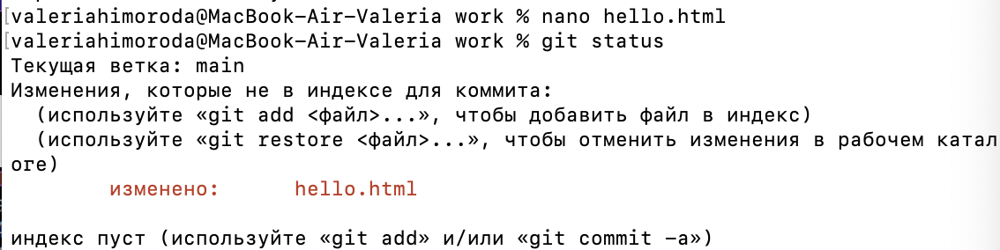 [valeriahimoroda@MacBook-Air-Valeria work % nano hello.html
[valeriahimoroda@MacBook-Air-Valeria work % git status
Текущая ветка: main
Изменения, которые не в индексе для коммита:
  (используйте «git add <файл>...», чтобы добавить файл в индекс)
  (используйте «git restore <файл>...», чтобы отменить изменения в рабочем катал
оге)
        изменено:      hello.html

индекс пуст (используйте «git add» и/или «git commit -a»)